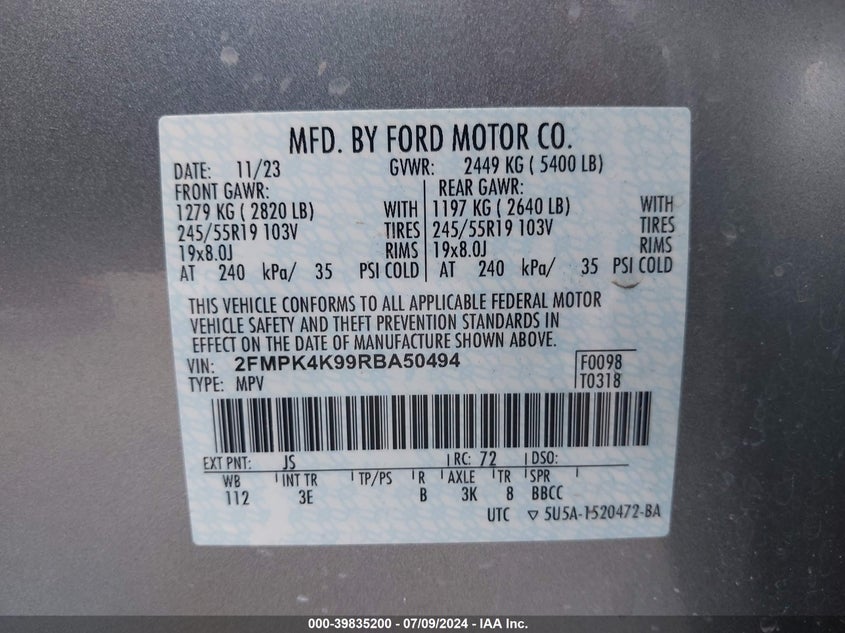 MFD. BY FORD MOTOR CO.
DATE: 11/23 GVWR: 2449 KG ( 5400 LB)
FRONT GAWR: REAR GAWR:
1279 KG ( 2820 LB) WITH 1197 KG ( 2640 LB) WITH
245/55R19 103V TIRES 245/55R19 103V TIRES
19x8.0J RIMS 19x8.0J RIMS
AT 240 kPa/ 35 PSI COLD AT 240 kPa/ 35 PSI COLD
THIS VEHICLE CONFORMS TO ALL APPLICABLE FEDERAL MOTOR
VEHICLE SAFETY AND THEFT PREVENTION STANDARDS IN
EFFECT ON THE DATE OF MANUFACTURE SHOWN ABOVE.
VIN: 2FMPK4K99RBA50494 F0098
TYPE: MPV T0318
EXT PNT: JS RC: 72 DSO:
WB INT TR TP/PS R AXLE TR SPR
112 3E B 3K 8 BBCC
UTC ▽ 5U5A-1520472-BA
000-39835200 - 07/09/2024 - IAA Inc.